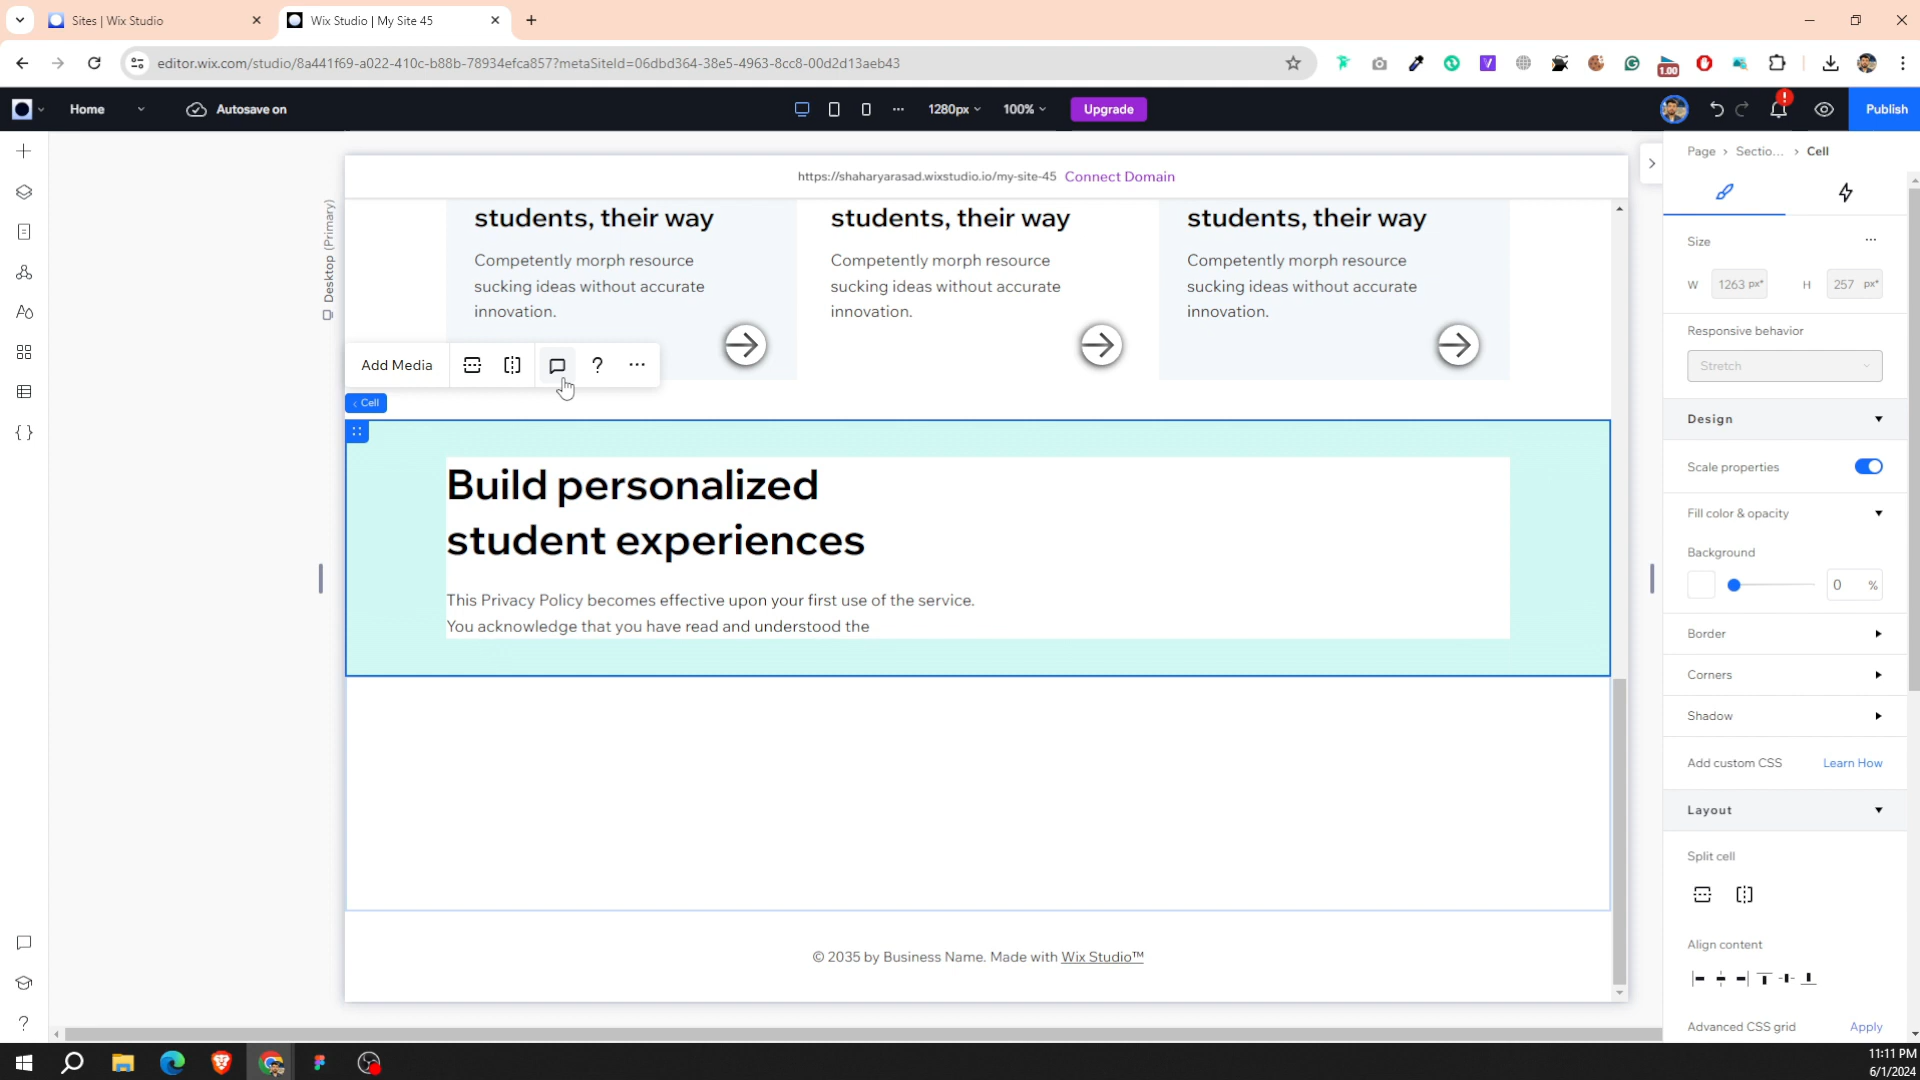 Sites | Wix Studio
Wix Studio | My Site 45
editor.wix.com/studio/8a441f69-a022-410c-b88b-78934efca857?metaSiteId=06dbd364-38e5-4963-8cc8-00d2d13aeb43
1.00
Home
Autosave on
1280px
100%
Upgrade
Publish
https://shaharyarasad.wixstudio.io/my-site-45 Connect Domain
Desktop (Primary)
students, their way
Competently morph resource
sucking ideas without accurate
innovation.
students, their way
Competently morph resource
sucking ideas without accurate
innovation.
students, their way
Competently morph resource
sucking ideas without accurate
innovation.
Add Media
?
< Cell
Build personalized
student experiences
This Privacy Policy becomes effective upon your first use of the service.
You acknowledge that you have read and understood the
© 2035 by Business Name. Made with Wix Studio™
Page > Sectio... > Cell
Size
W 1263 px* H 257 px*
Responsive behavior
Stretch
Design
Scale properties
Fill color & opacity
Background
0 %
Border
Corners
Shadow
Add custom CSS Learn How
Layout
Split cell
Align content
Advanced CSS grid Apply
11:11 PM
6/1/2024